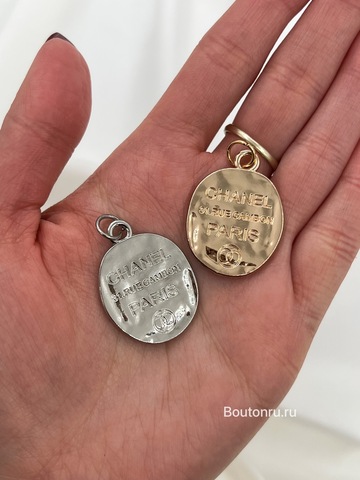 CHANEL
31 RUE CAMBON
PARIS
CHANEL
31 RUE CAMBON
PARIS
Boutonru.ru